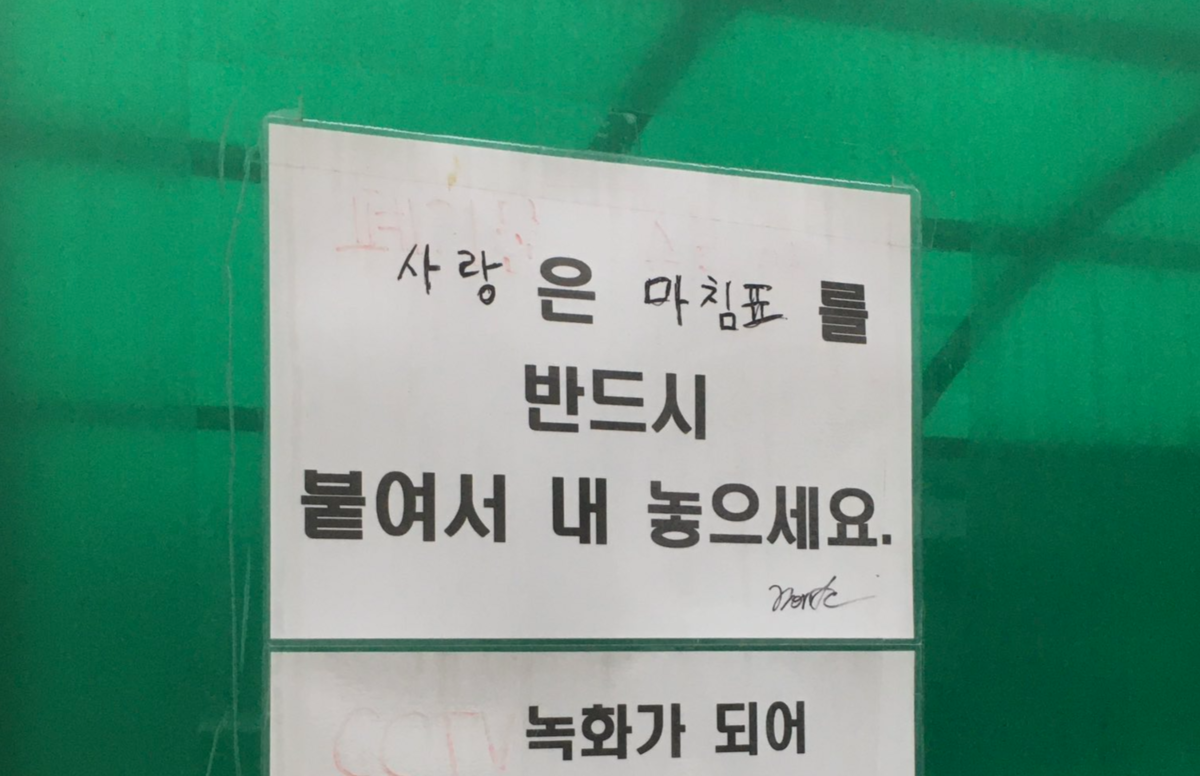 사랑은 마침표를
반드시
붙여서 내 놓으세요.
녹화가 되어
CCTV